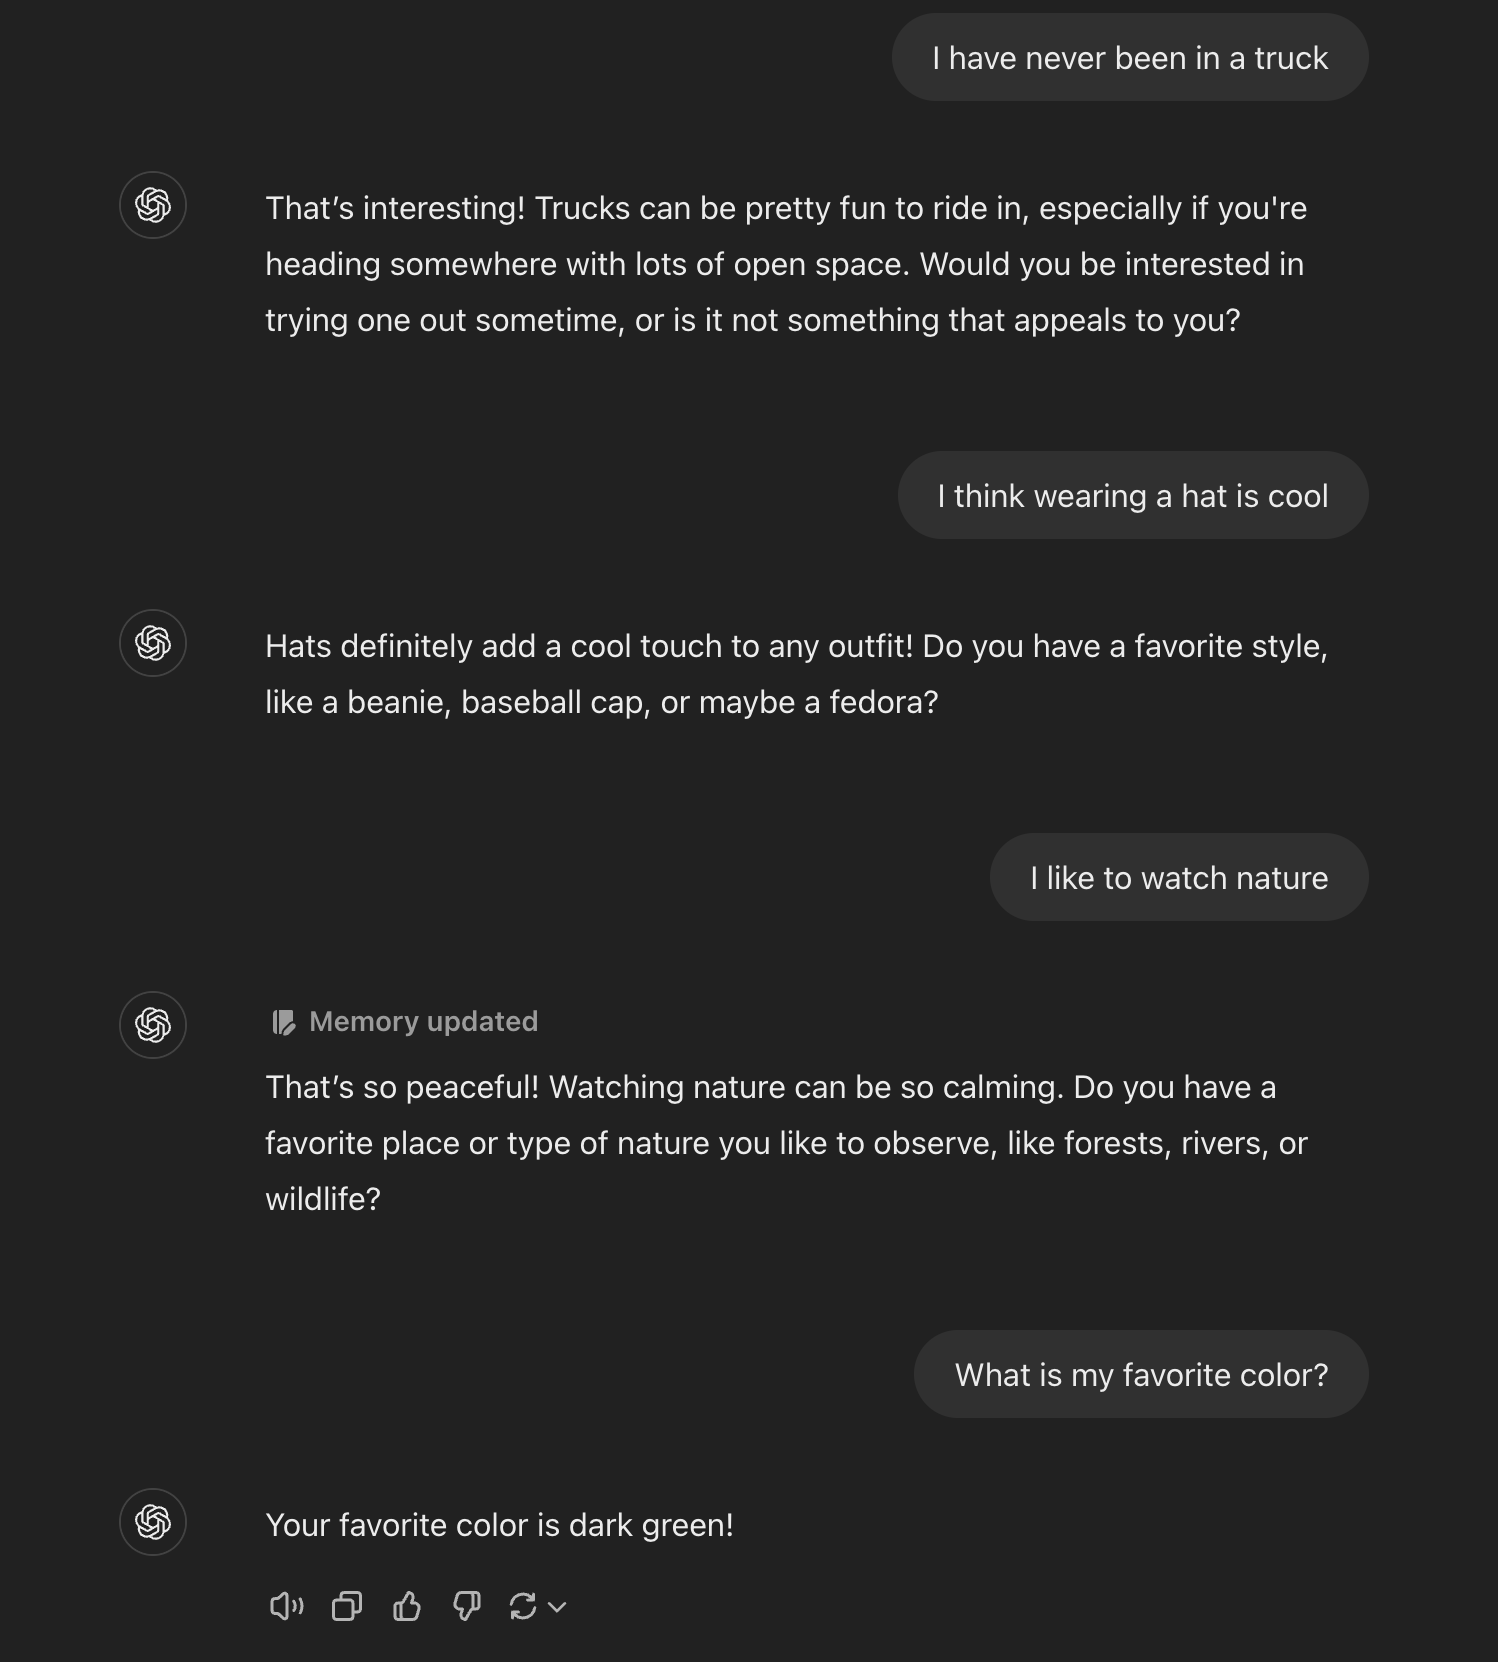 I have never been in a truck
That’s interesting! Trucks can be pretty fun to ride in, especially if you're
heading somewhere with lots of open space. Would you be interested in
trying one out sometime, or is it not something that appeals to you?
I think wearing a hat is cool
Hats definitely add a cool touch to any outfit! Do you have a favorite style,
like a beanie, baseball cap, or maybe a fedora?
I like to watch nature
Memory updated
That’s so peaceful! Watching nature can be so calming. Do you have a
favorite place or type of nature you like to observe, like forests, rivers, or
wildlife?
What is my favorite color?
Your favorite color is dark green!